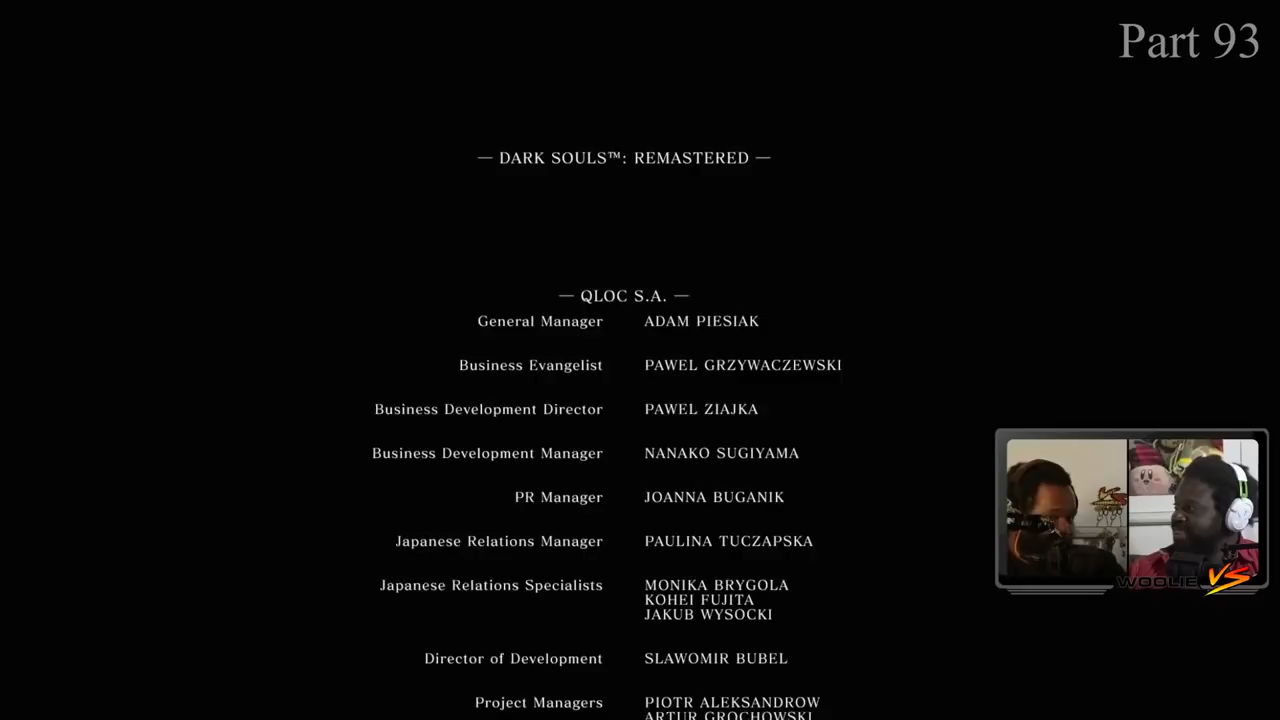 Part 93
— DARK SOULS™: REMASTERED —
— QLOC S.A. —
General Manager ADAM PIESIAK
Business Evangelist PAWEL GRZYWACZEWSKI
Business Development Director PAWEL ZIAJKA
Business Development Manager NANAKO SUGIYAMA
PR Manager JOANNA BUGANIK
Japanese Relations Manager PAULINA TUCZAPSKA
Japanese Relations Specialists MONIKA BRYGOLA
KOHEI FUJITA
JAKUB WYSOCKI
Director of Development SLAWOMIR BUBEL
Project Managers PIOTR ALEKSANDROW
ARTUR GROCHOWSKI
WOOLIE VS